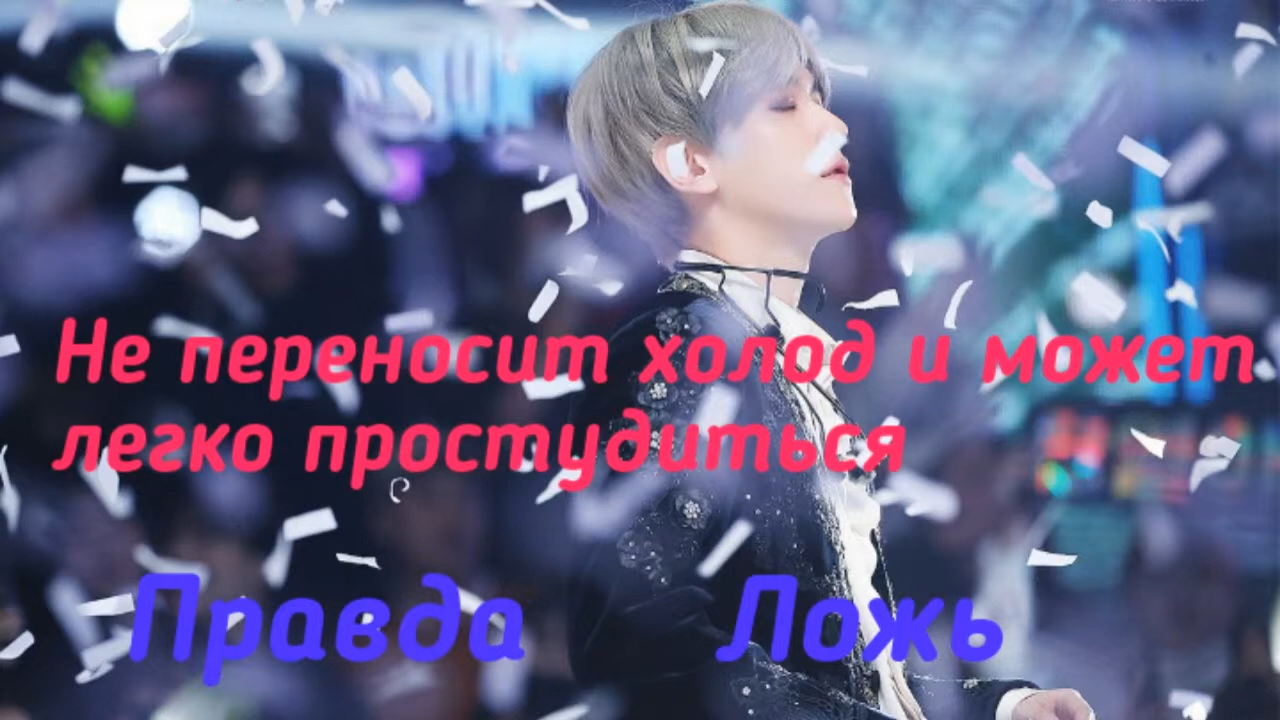 Не переносит холод и может
легко простудиться
Правда Ложь